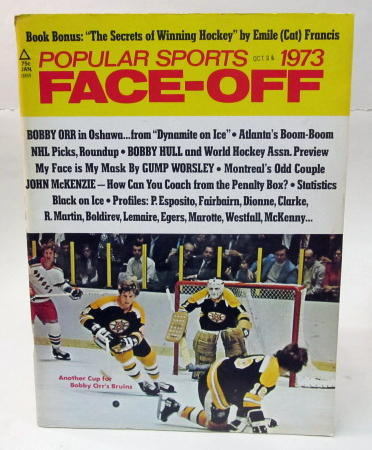 Book Bonus: "The Secrets of Winning Hockey" by Emile (Cat) Francis
75¢
JAN.
POPULAR SPORTS OCT 24 1973
FACE-OFF
BOBBY ORR in Oshawa...from "Dynamite on Ice" • Atlanta's Boom-Boom
NHL Picks, Roundup • BOBBY HULL and World Hockey Assn. Preview
My Face is My Mask By GUMP WORSLEY • Montreal's Odd Couple
JOHN McKENZIE — How Can You Coach from the Penalty Box? • Statistics
Black on Ice • Profiles: P. Esposito, Fairbairn, Dionne, Clarke,
R. Martin, Boldirev, Lemaire, Egers, Marotte, Westfall, McKenny...
Another Cup for
Bobby Orr's Bruins